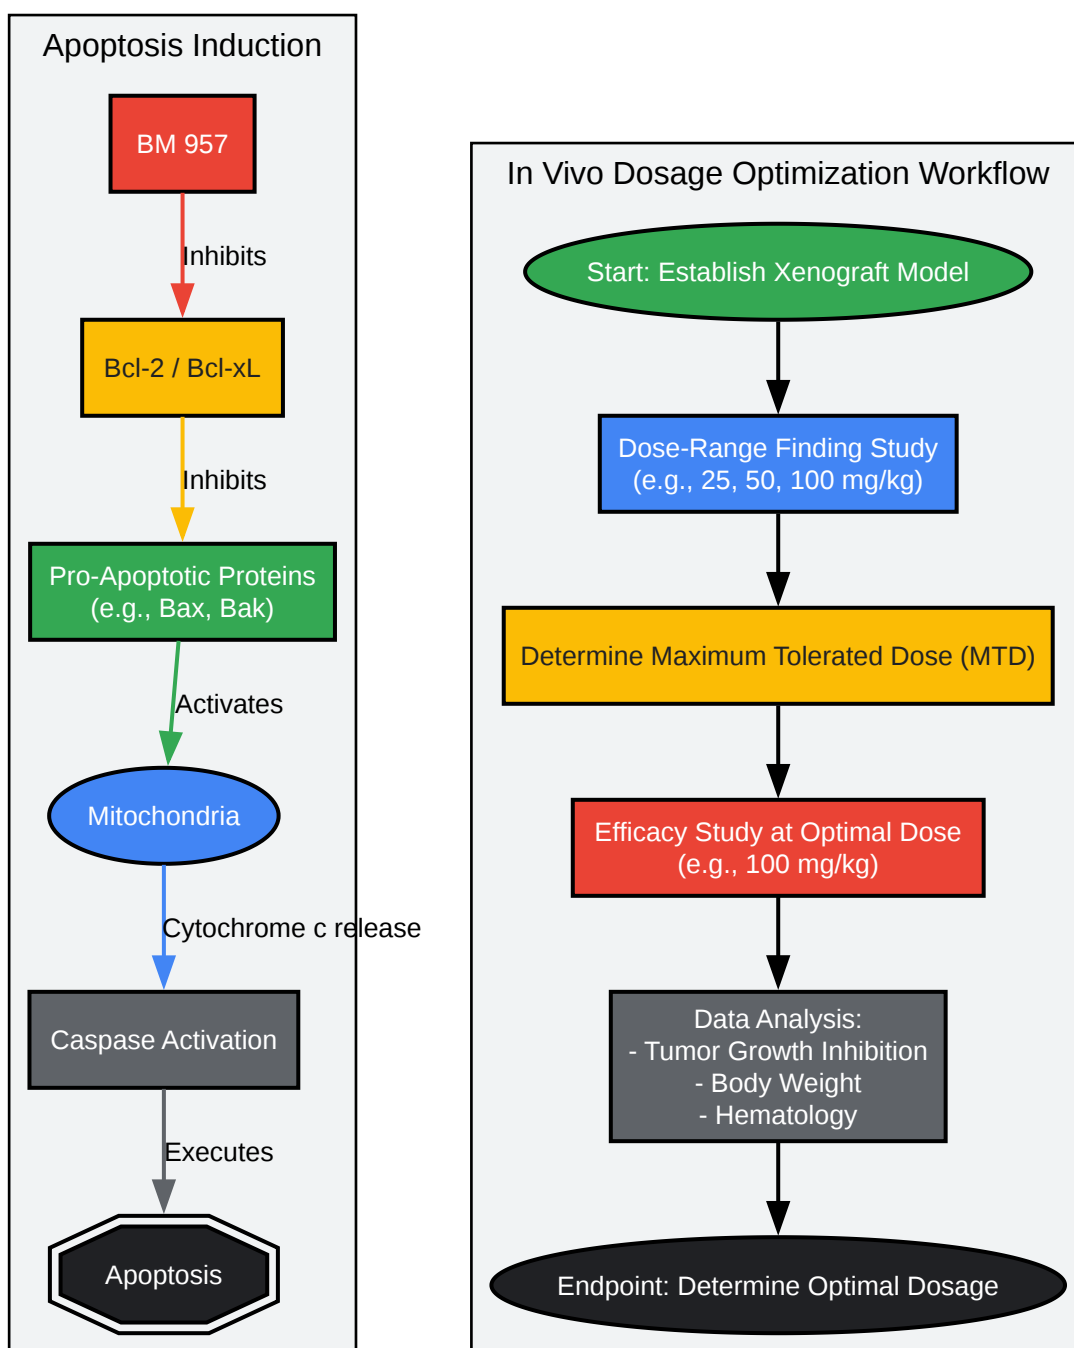 Apoptosis Induction
BM 957
Inhibits
Bcl-2 / Bcl-xL
Inhibits
Pro-Apoptotic Proteins
(e.g., Bax, Bak)
Activates
Mitochondria
Cytochrome c release
Caspase Activation
Executes
Apoptosis
In Vivo Dosage Optimization Workflow
Start: Establish Xenograft Model
Dose-Range Finding Study
(e.g., 25, 50, 100 mg/kg)
Determine Maximum Tolerated Dose (MTD)
Efficacy Study at Optimal Dose
(e.g., 100 mg/kg)
Data Analysis:
- Tumor Growth Inhibition
- Body Weight
- Hematology
Endpoint: Determine Optimal Dosage